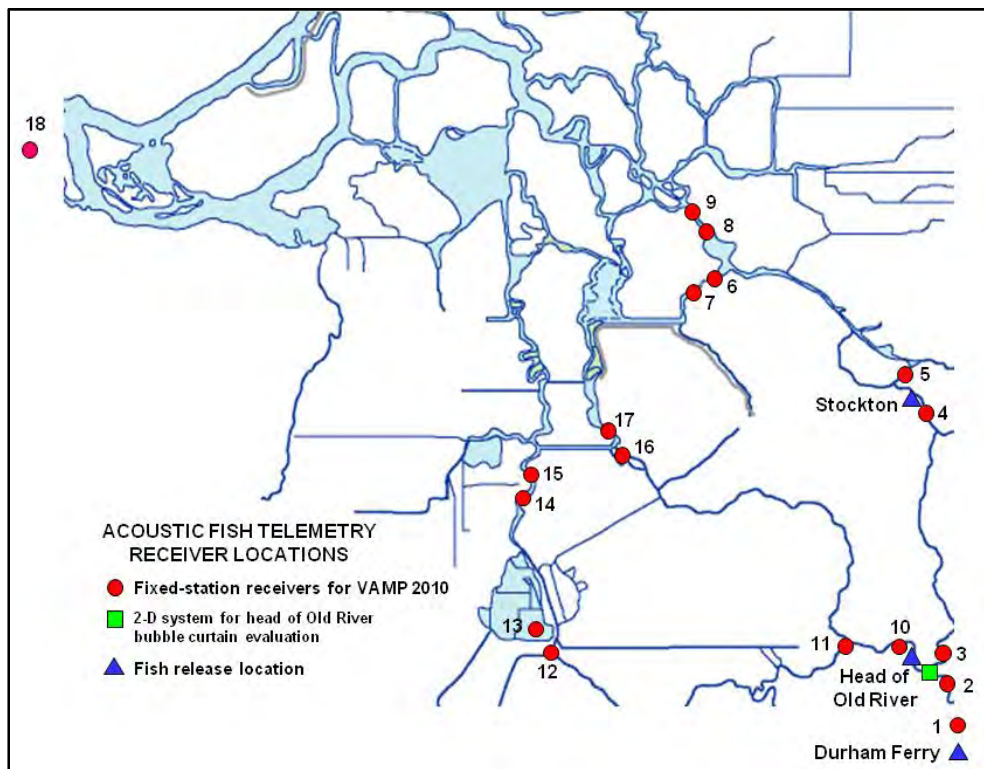 18
9
8
6
7
5
Stockton
4
17
16
15
14
ACOUSTIC FISH TELEMETRY
RECEIVER LOCATIONS
Fixed-station receivers for VAMP 2010
2-D system for head of Old River
bubble curtain evaluation
Fish release location
13
12
11
10
3
Head of
Old River
2
1
Durham Ferry